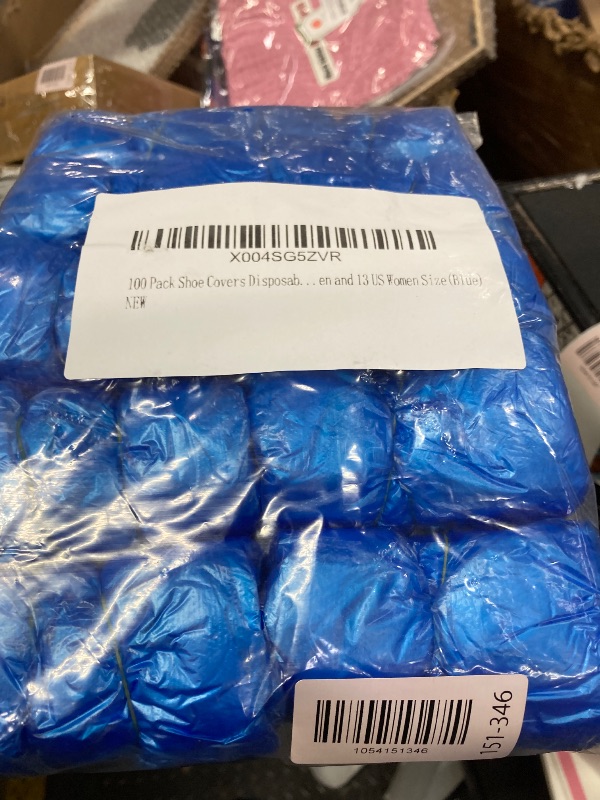 X004SG5ZVR
100 Pack Shoe Covers Disposab... en and 13 US Women Size(Blue)
NEW
1054151346
151-346